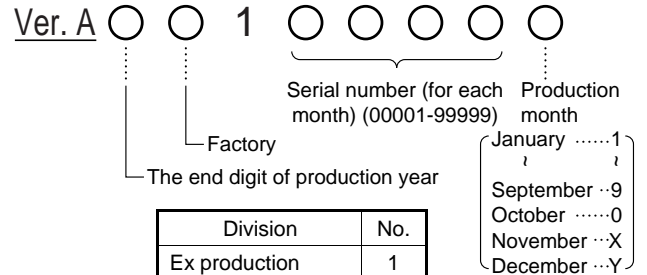 Ver. A ○ ○ 1 ○ ○ ○ ○ ○
Serial number (for each
month) (00001-99999)
Production
month
January ······1
~ ~
September ··9
October ······0
November ···X
December ···Y
Factory
The end digit of production year
Division No.
Ex production 1